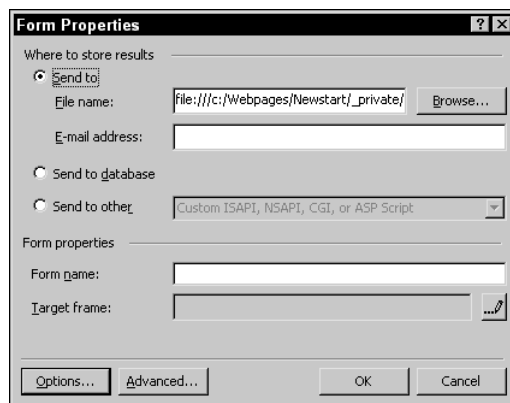 Form Properties
Where to store results
Send to
File name: file:///c:/Webpages/Newstart/_private/ Browse...
E-mail address:
Send to database
Send to other Custom ISAPI, NSAPI, CGI, or ASP Script
Form properties
Form name:
Target frame:
Options... Advanced... OK Cancel